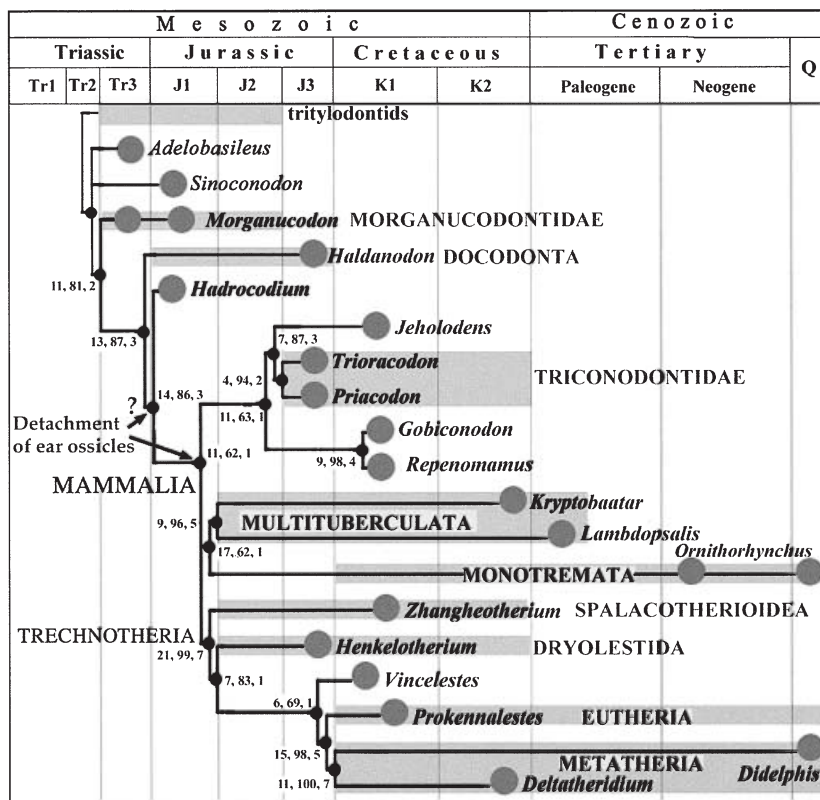 Mesozoic Cenozoic
Triassic Jurassic Cretaceous Tertiary Q
Tr1 Tr2 Tr3 J1 J2 J3 K1 K2 Paleogene Neogene
tritylodontids
Adelobasileus
Sinoconodon
Morganucodon MORGANUCODONTIDAE
Haldanodon DOCODONTA
11, 81, 2
Hadrocodium
Jeholodens
13, 87, 3
7, 87, 3
Trioracodon
TRICONODONTIDAE
4, 94, 2
14, 86, 3
Priacodon
?
11, 63, 1
Detachment
of ear ossicles
Gobiconodon
11, 62, 1
9, 98, 4
Repenomamus
MAMMALIA
Kryptobaatar
9, 96, 5
MULTITUBERCULATA
Lambdopsalis
17, 62, 1
Ornithorhynchus
MONOTREMATA
Zhangheotherium SPALACOTHERIOIDEA
TRECHNOTHERIA
21, 99, 7
Henkelotherium DRYOLESTIDA
7, 83, 1
Vincelestes
6, 69, 1
Prokennalestes EUTHERIA
15, 98, 5
METATHERIA
11, 100, 7
Deltatheridium
Didelphis